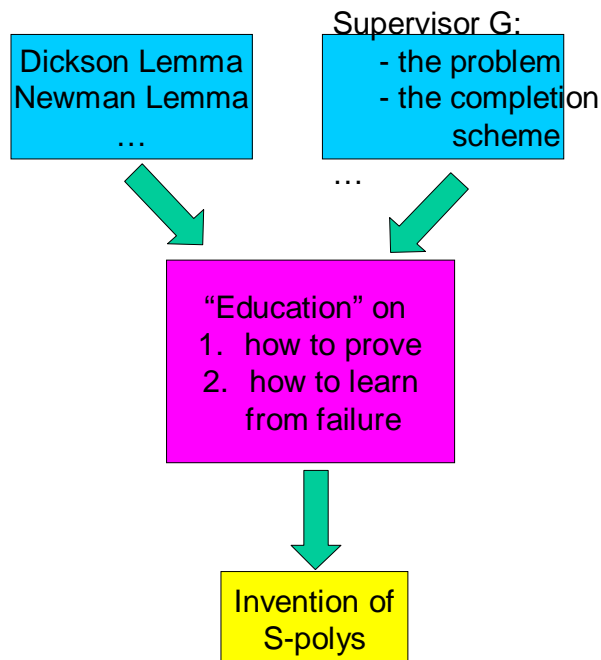 Dickson Lemma
Newman Lemma
…
Supervisor G:
- the problem
- the completion
scheme
…
“Education” on
1. how to prove
2. how to learn
from failure
Invention of
S-polys